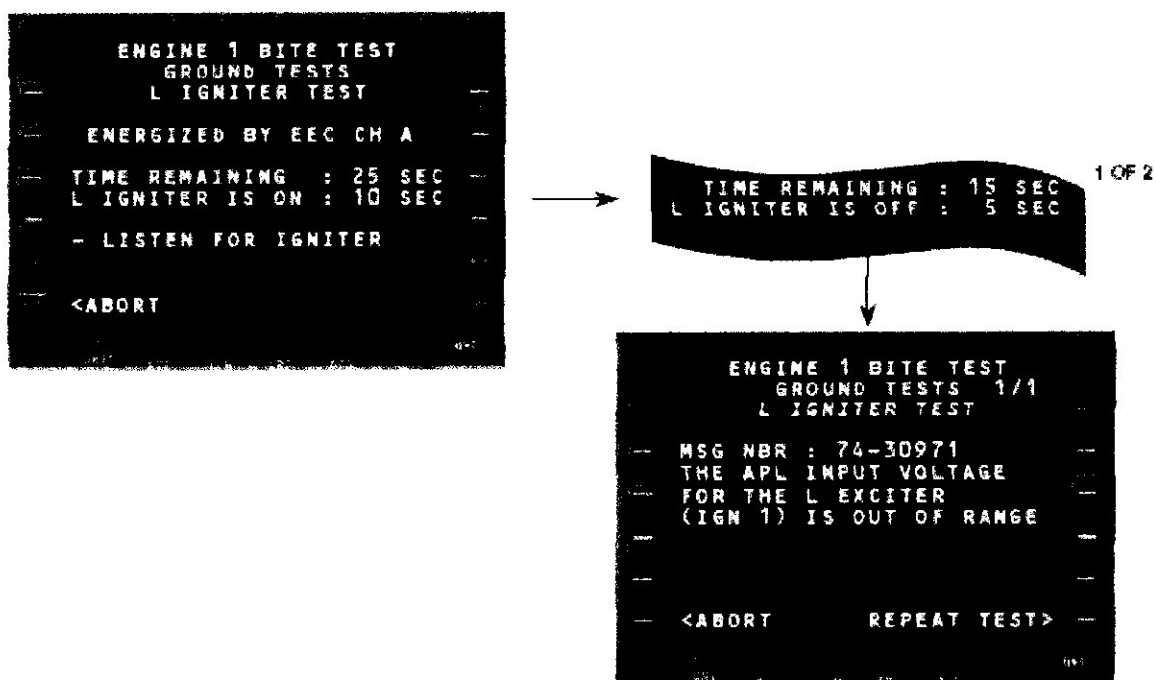 ENGINE 1 BITE TEST
GROUND TESTS
L IGNITER TEST
ENERGIZED BY EEC CH A
TIME REMAINING : 25 SEC
L IGNITER IS ON : 10 SEC
- LISTEN FOR IGNITER
<ABORT
TIME REMAINING : 15 SEC
L IGNITER IS OFF : 5 SEC
1 OF 2
ENGINE 1 BITE TEST
GROUND TESTS 1/1
L IGNITER TEST
MSG NBR : 74-30971
THE APL INPUT VOLTAGE
FOR THE L EXCITER
(IGN 1) IS OUT OF RANGE
<ABORT REPEAT TEST>